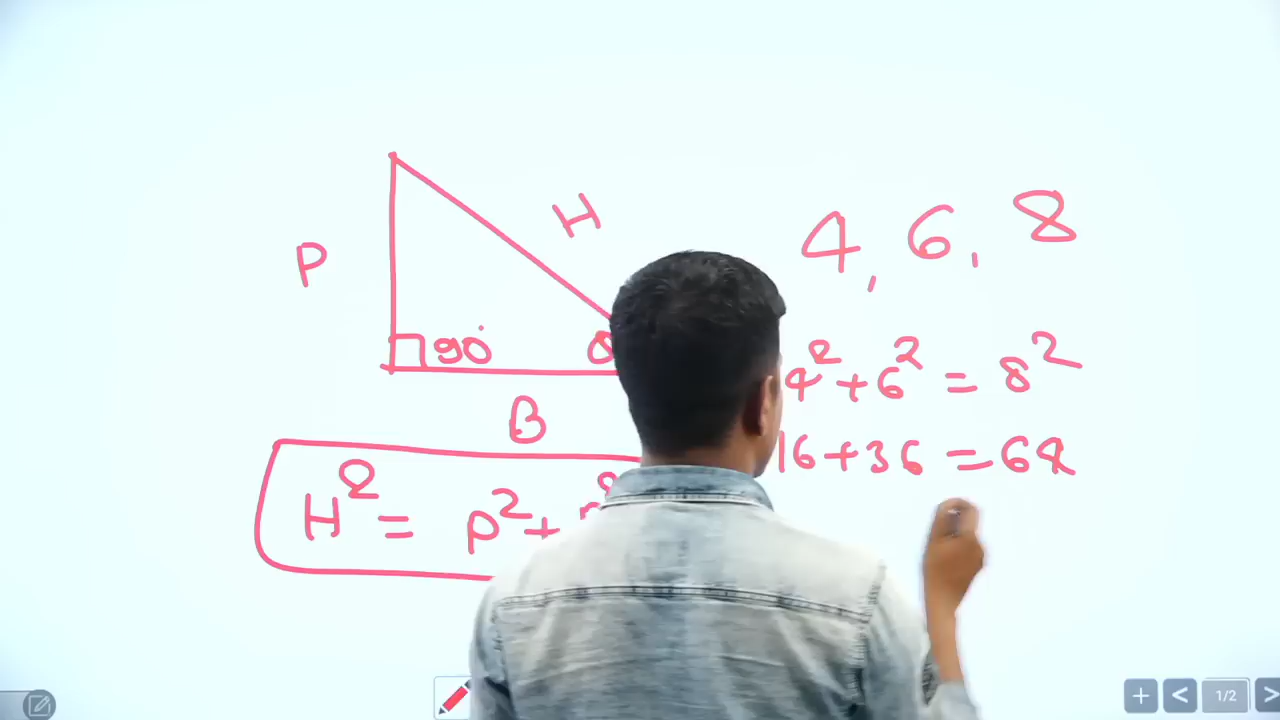 P
H
90°
B
H² = P² +
4, 6, 8
4² + 6² = 8²
16 + 36 = 64
1/2